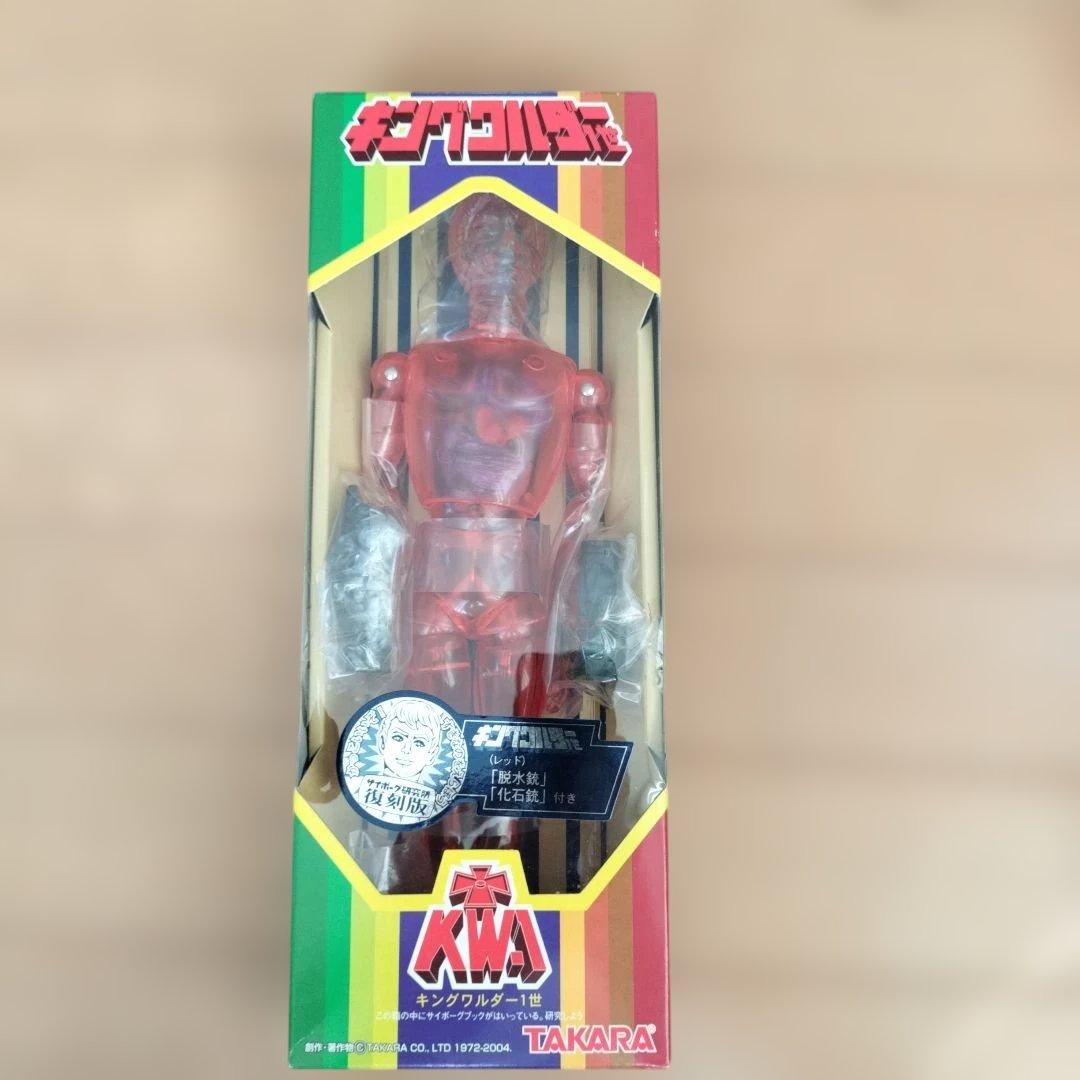 キングワルダー1世
キングワルダー1世
(レッド)
「脱水銃」
「化石銃」付き
サイボーグ研究所
復刻版
KW.1
キングワルダー1世
この箱の中にサイボーグブックがはいっている。研究しよう
TAKARA®
創作・著作物©TAKARA CO., LTD 1972-2004.